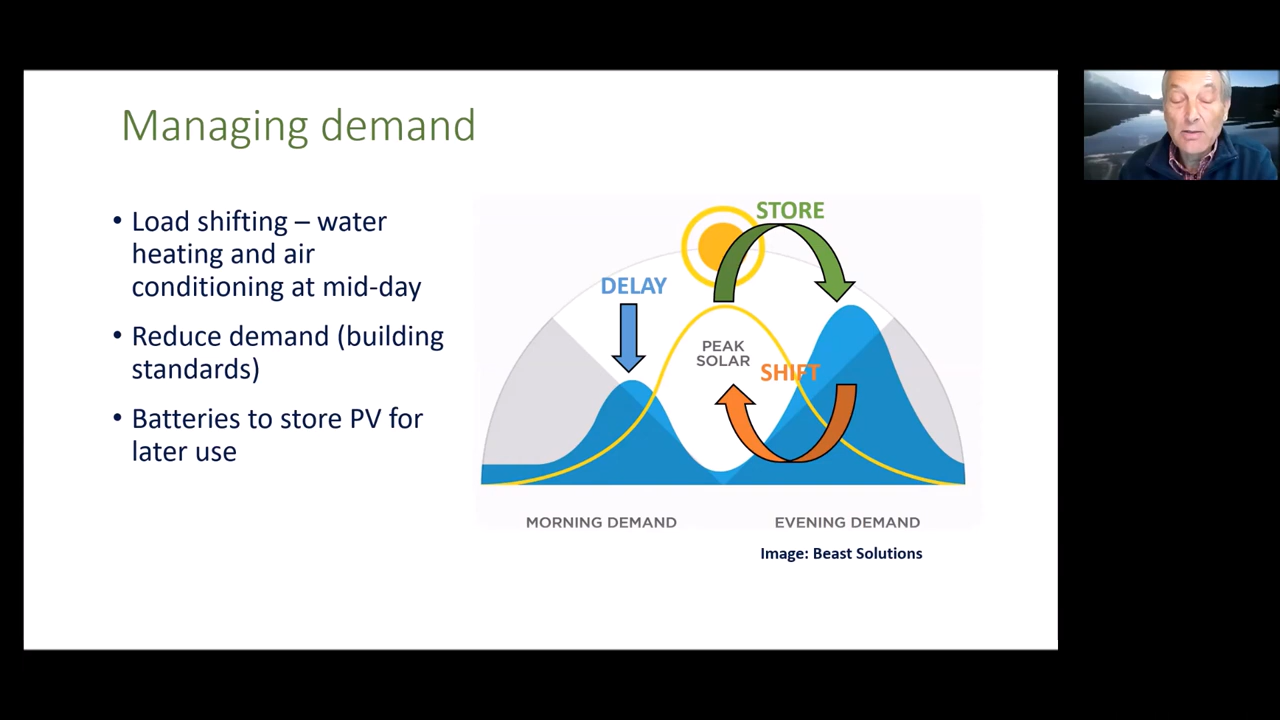 Managing demand
• Load shifting – water
heating and air
conditioning at mid-day
• Reduce demand (building
standards)
• Batteries to store PV for
later use
STORE
DELAY
PEAK
SOLAR
SHIFT
MORNING DEMAND
EVENING DEMAND
Image: Beast Solutions